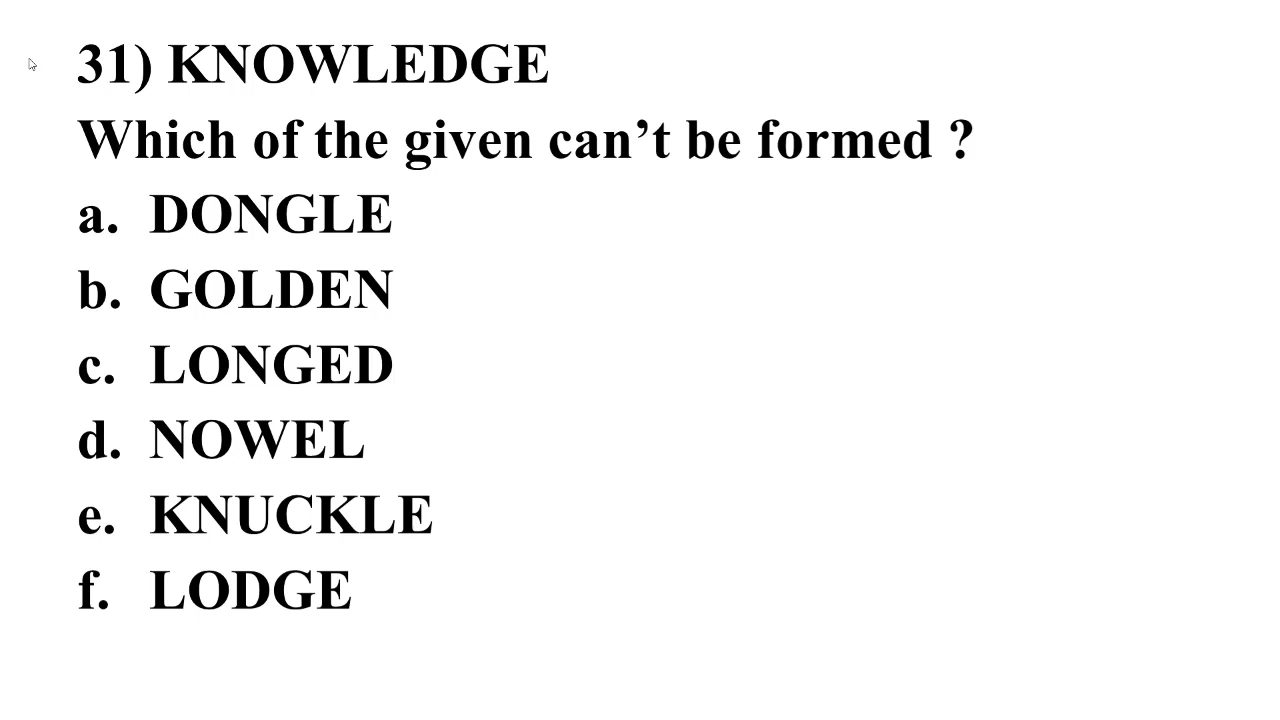 31) KNOWLEDGE
Which of the given can’t be formed ?
a. DONGLE
b. GOLDEN
c. LONGED
d. NOWEL
e. KNUCKLE
f. LODGE